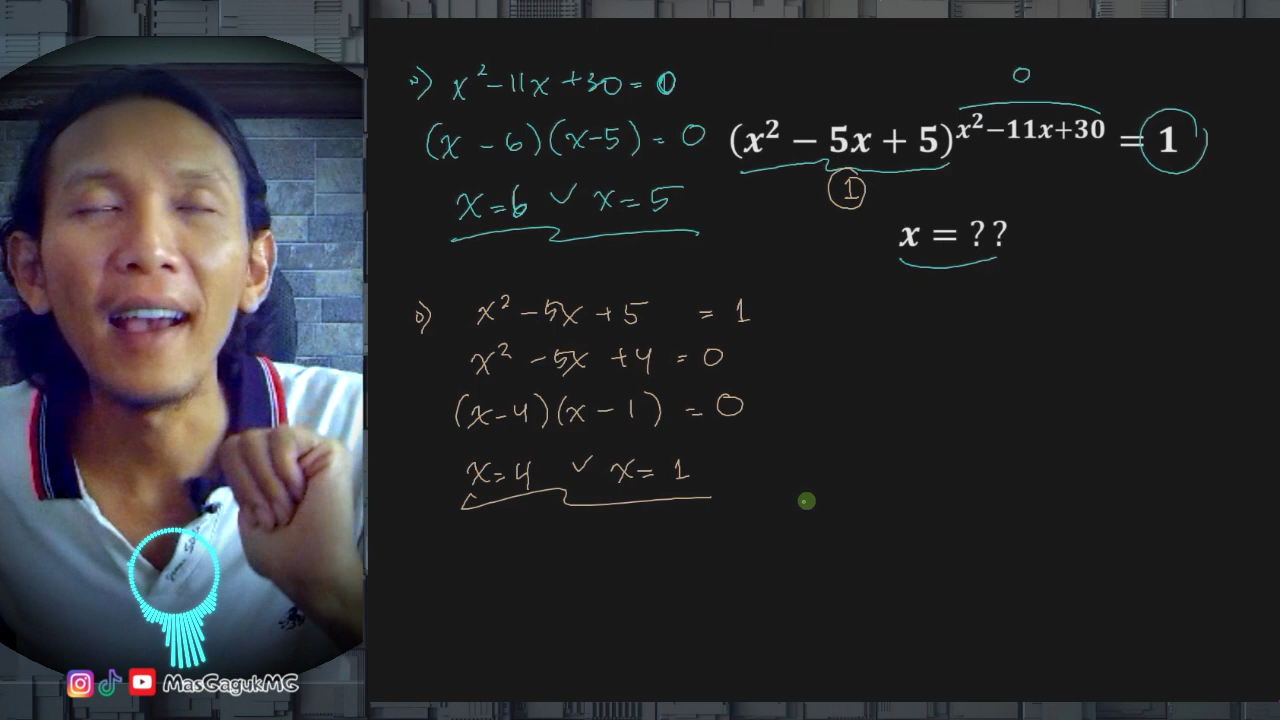 x² - 11x + 30 = 0
(x - 6)(x - 5) = 0
x = 6 ∨ x = 5
0
(x² − 5x + 5)^(x²−11x+30) = 1
1
x = ??
x² - 5x + 5 = 1
x² - 5x + 4 = 0
(x - 4)(x - 1) = 0
x = 4 ∨ x = 1
MasGagukMG